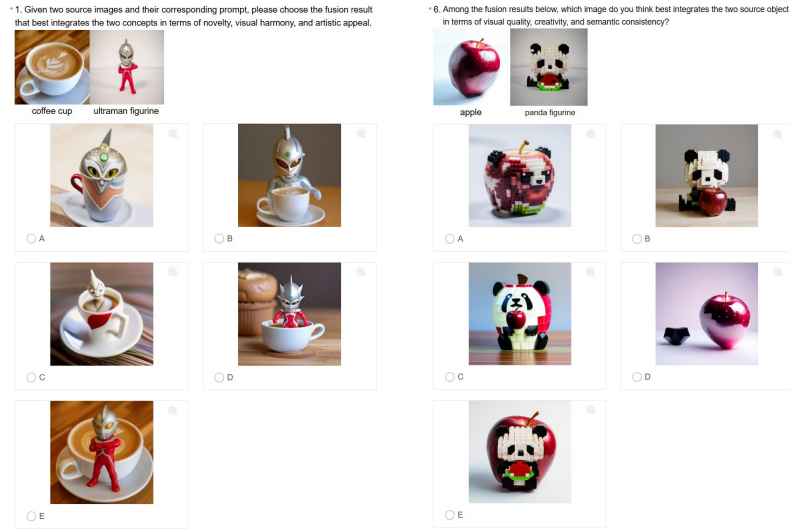 * 1. Given two source images and their corresponding prompt, please choose the fusion result
that best integrates the two concepts in terms of novelty, visual harmony, and artistic appeal.
coffee cup
ultraman figurine
A
B
C
D
E
* 6. Among the fusion results below, which image do you think best integrates the two source object
in terms of visual quality, creativity, and semantic consistency?
apple
panda figurine
A
B
C
D
E